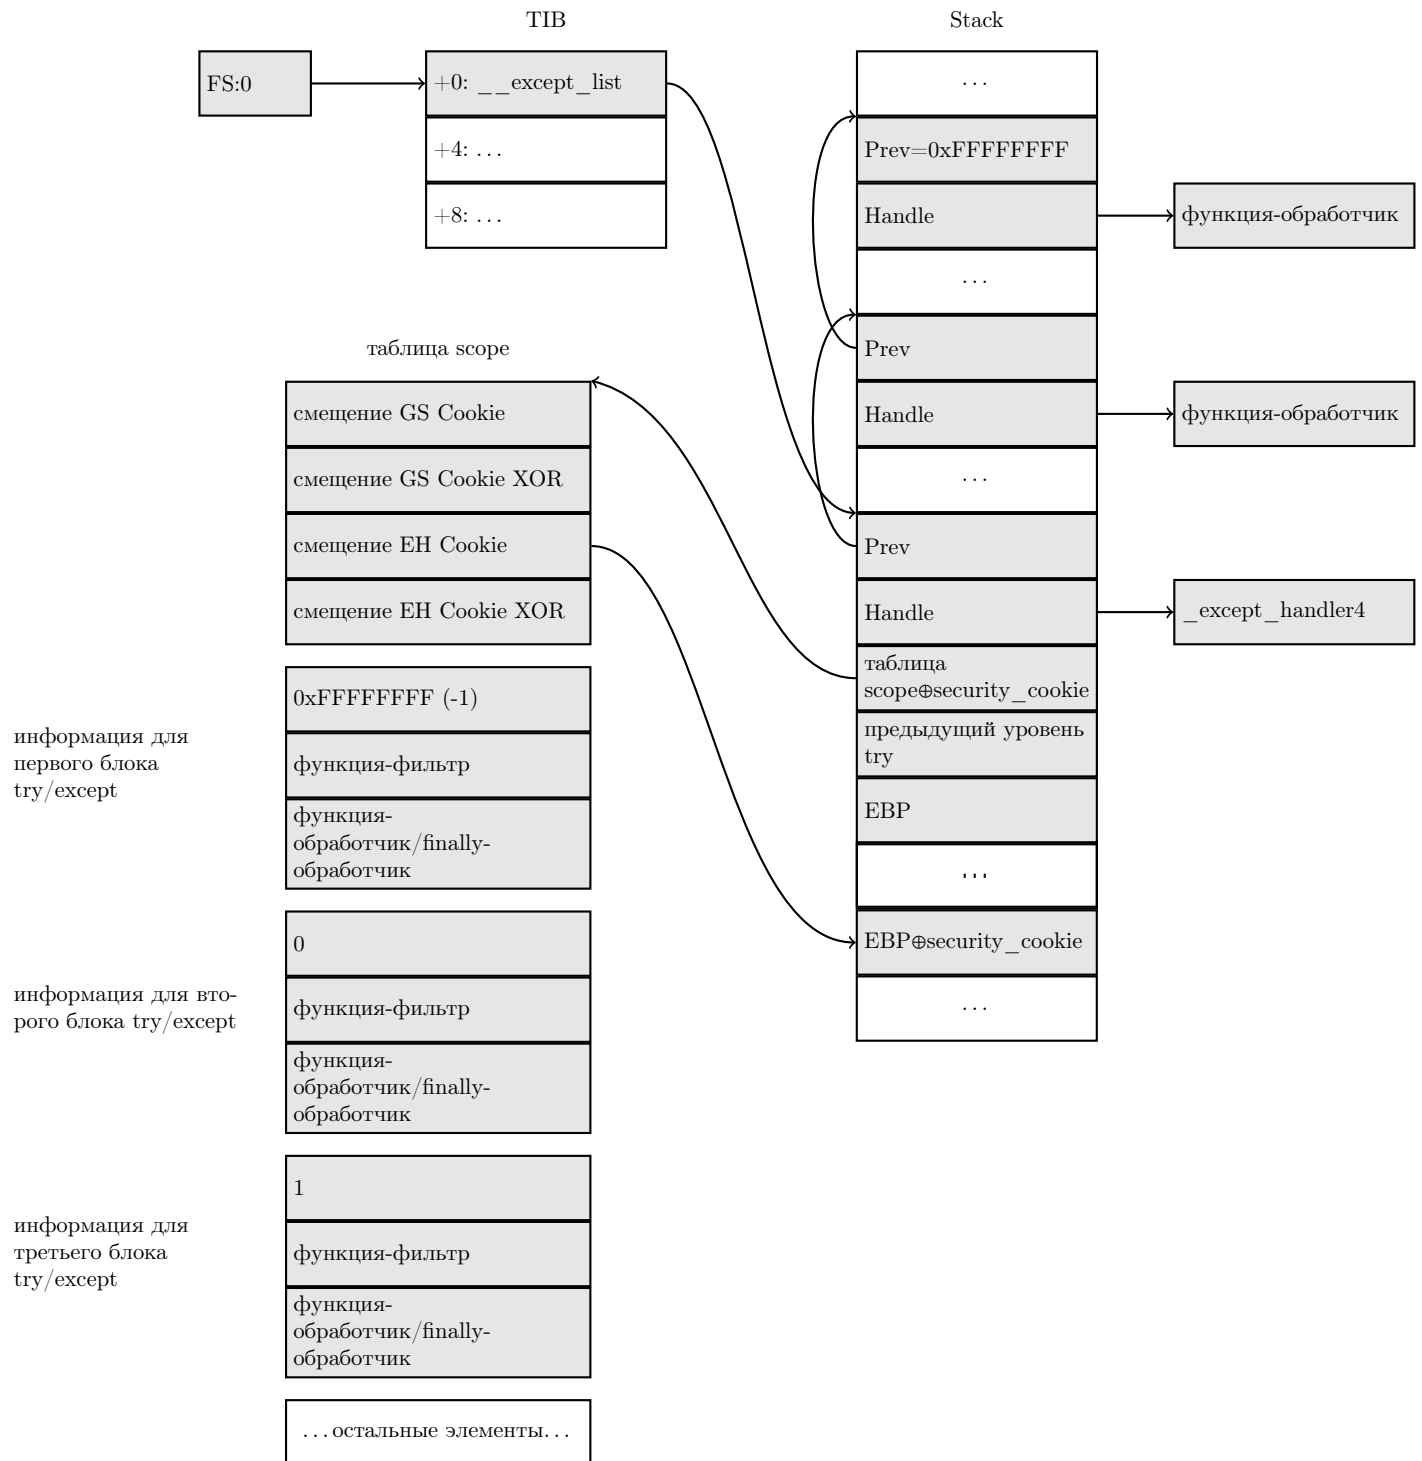 TIB
Stack
FS:0
+0: __except_list
+4: ...
+8: ...
...
Prev=0xFFFFFFFF
Handle
функция-обработчик
...
Prev
Handle
функция-обработчик
...
Prev
Handle
_except_handler4
таблица
scope⊕security_cookie
предыдущий уровень
try
EBP
...
EBP⊕security_cookie
...
таблица scope
смещение GS Cookie
смещение GS Cookie XOR
смещение EH Cookie
смещение EH Cookie XOR
информация для
первого блока
try/except
0xFFFFFFFF (-1)
функция-фильтр
функция-
обработчик/finally-
обработчик
информация для вто-
рого блока try/except
0
функция-фильтр
функция-
обработчик/finally-
обработчик
информация для
третьего блока
try/except
1
функция-фильтр
функция-
обработчик/finally-
обработчик
...остальные элементы...